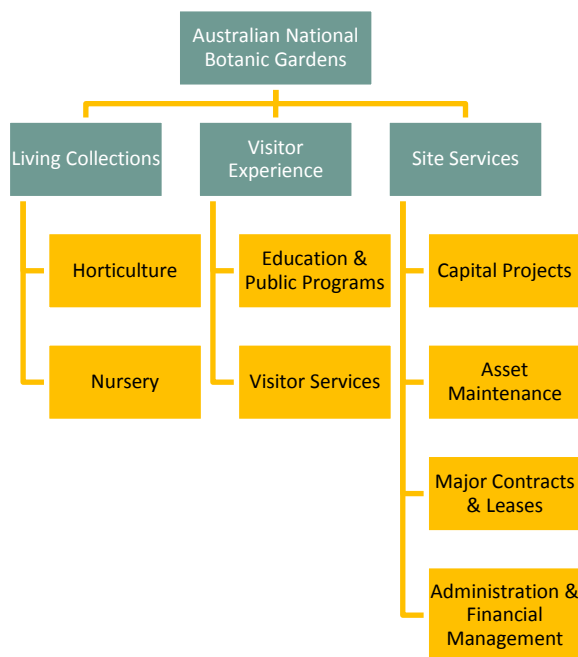 Australian National
Botanic Gardens
Living Collections
Visitor
Experience
Site Services
Horticulture
Education &
Public Programs
Capital Projects
Nursery
Visitor Services
Asset
Maintenance
Major Contracts
& Leases
Administration &
Financial
Management